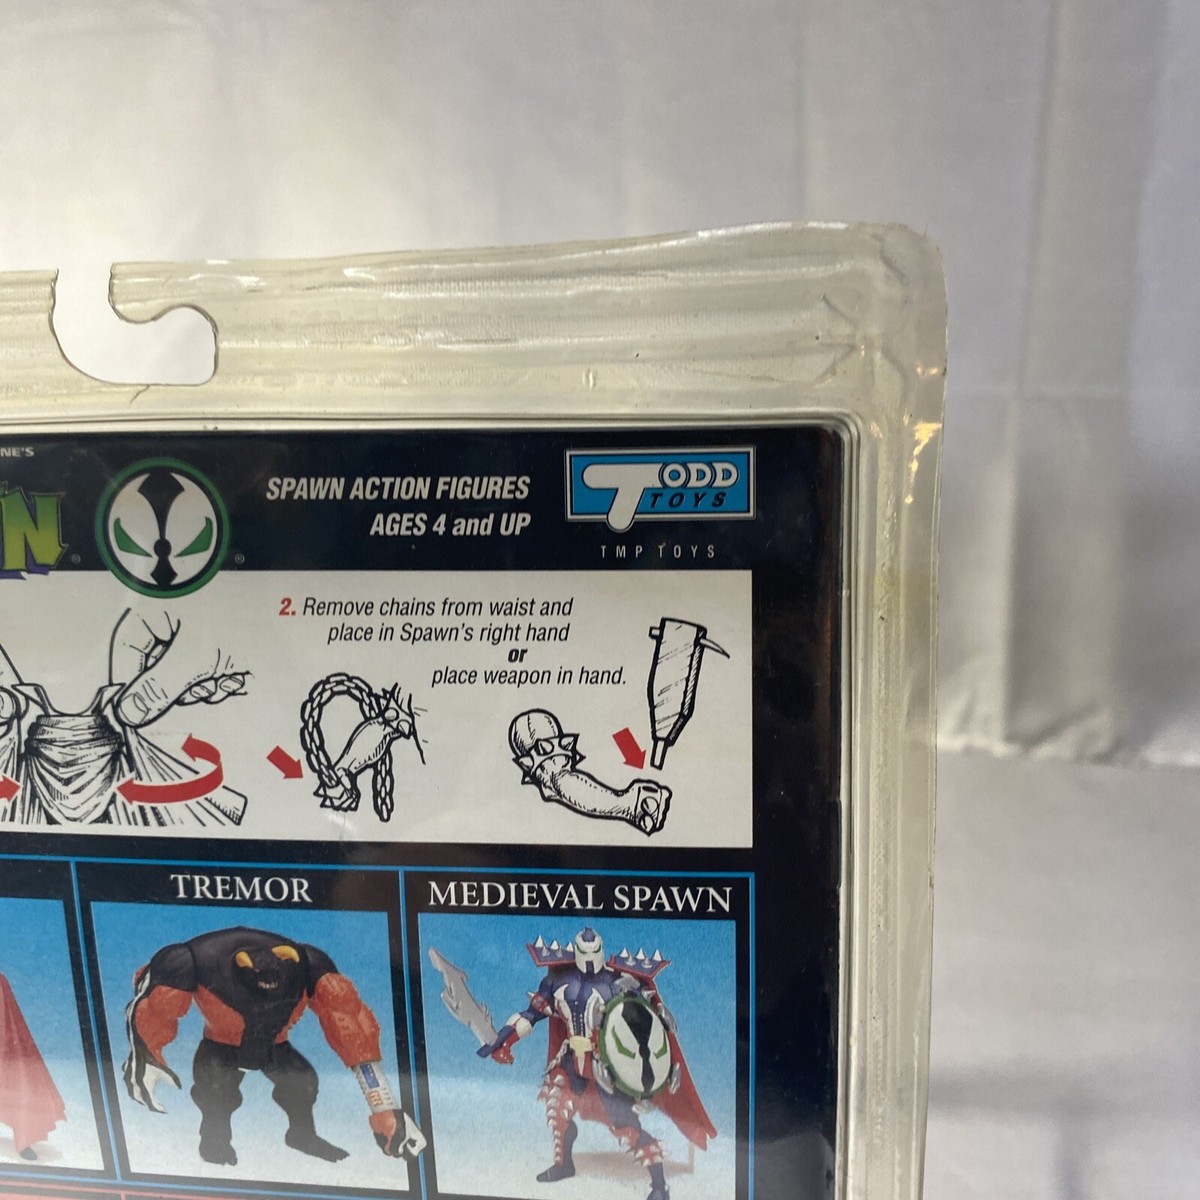 NE'S
N
SPAWN ACTION FIGURES
AGES 4 and UP
TODD
TOYS
TMP TOYS
2. Remove chains from waist and
place in Spawn's right hand
or
place weapon in hand.
TREMOR
MEDIEVAL SPAWN